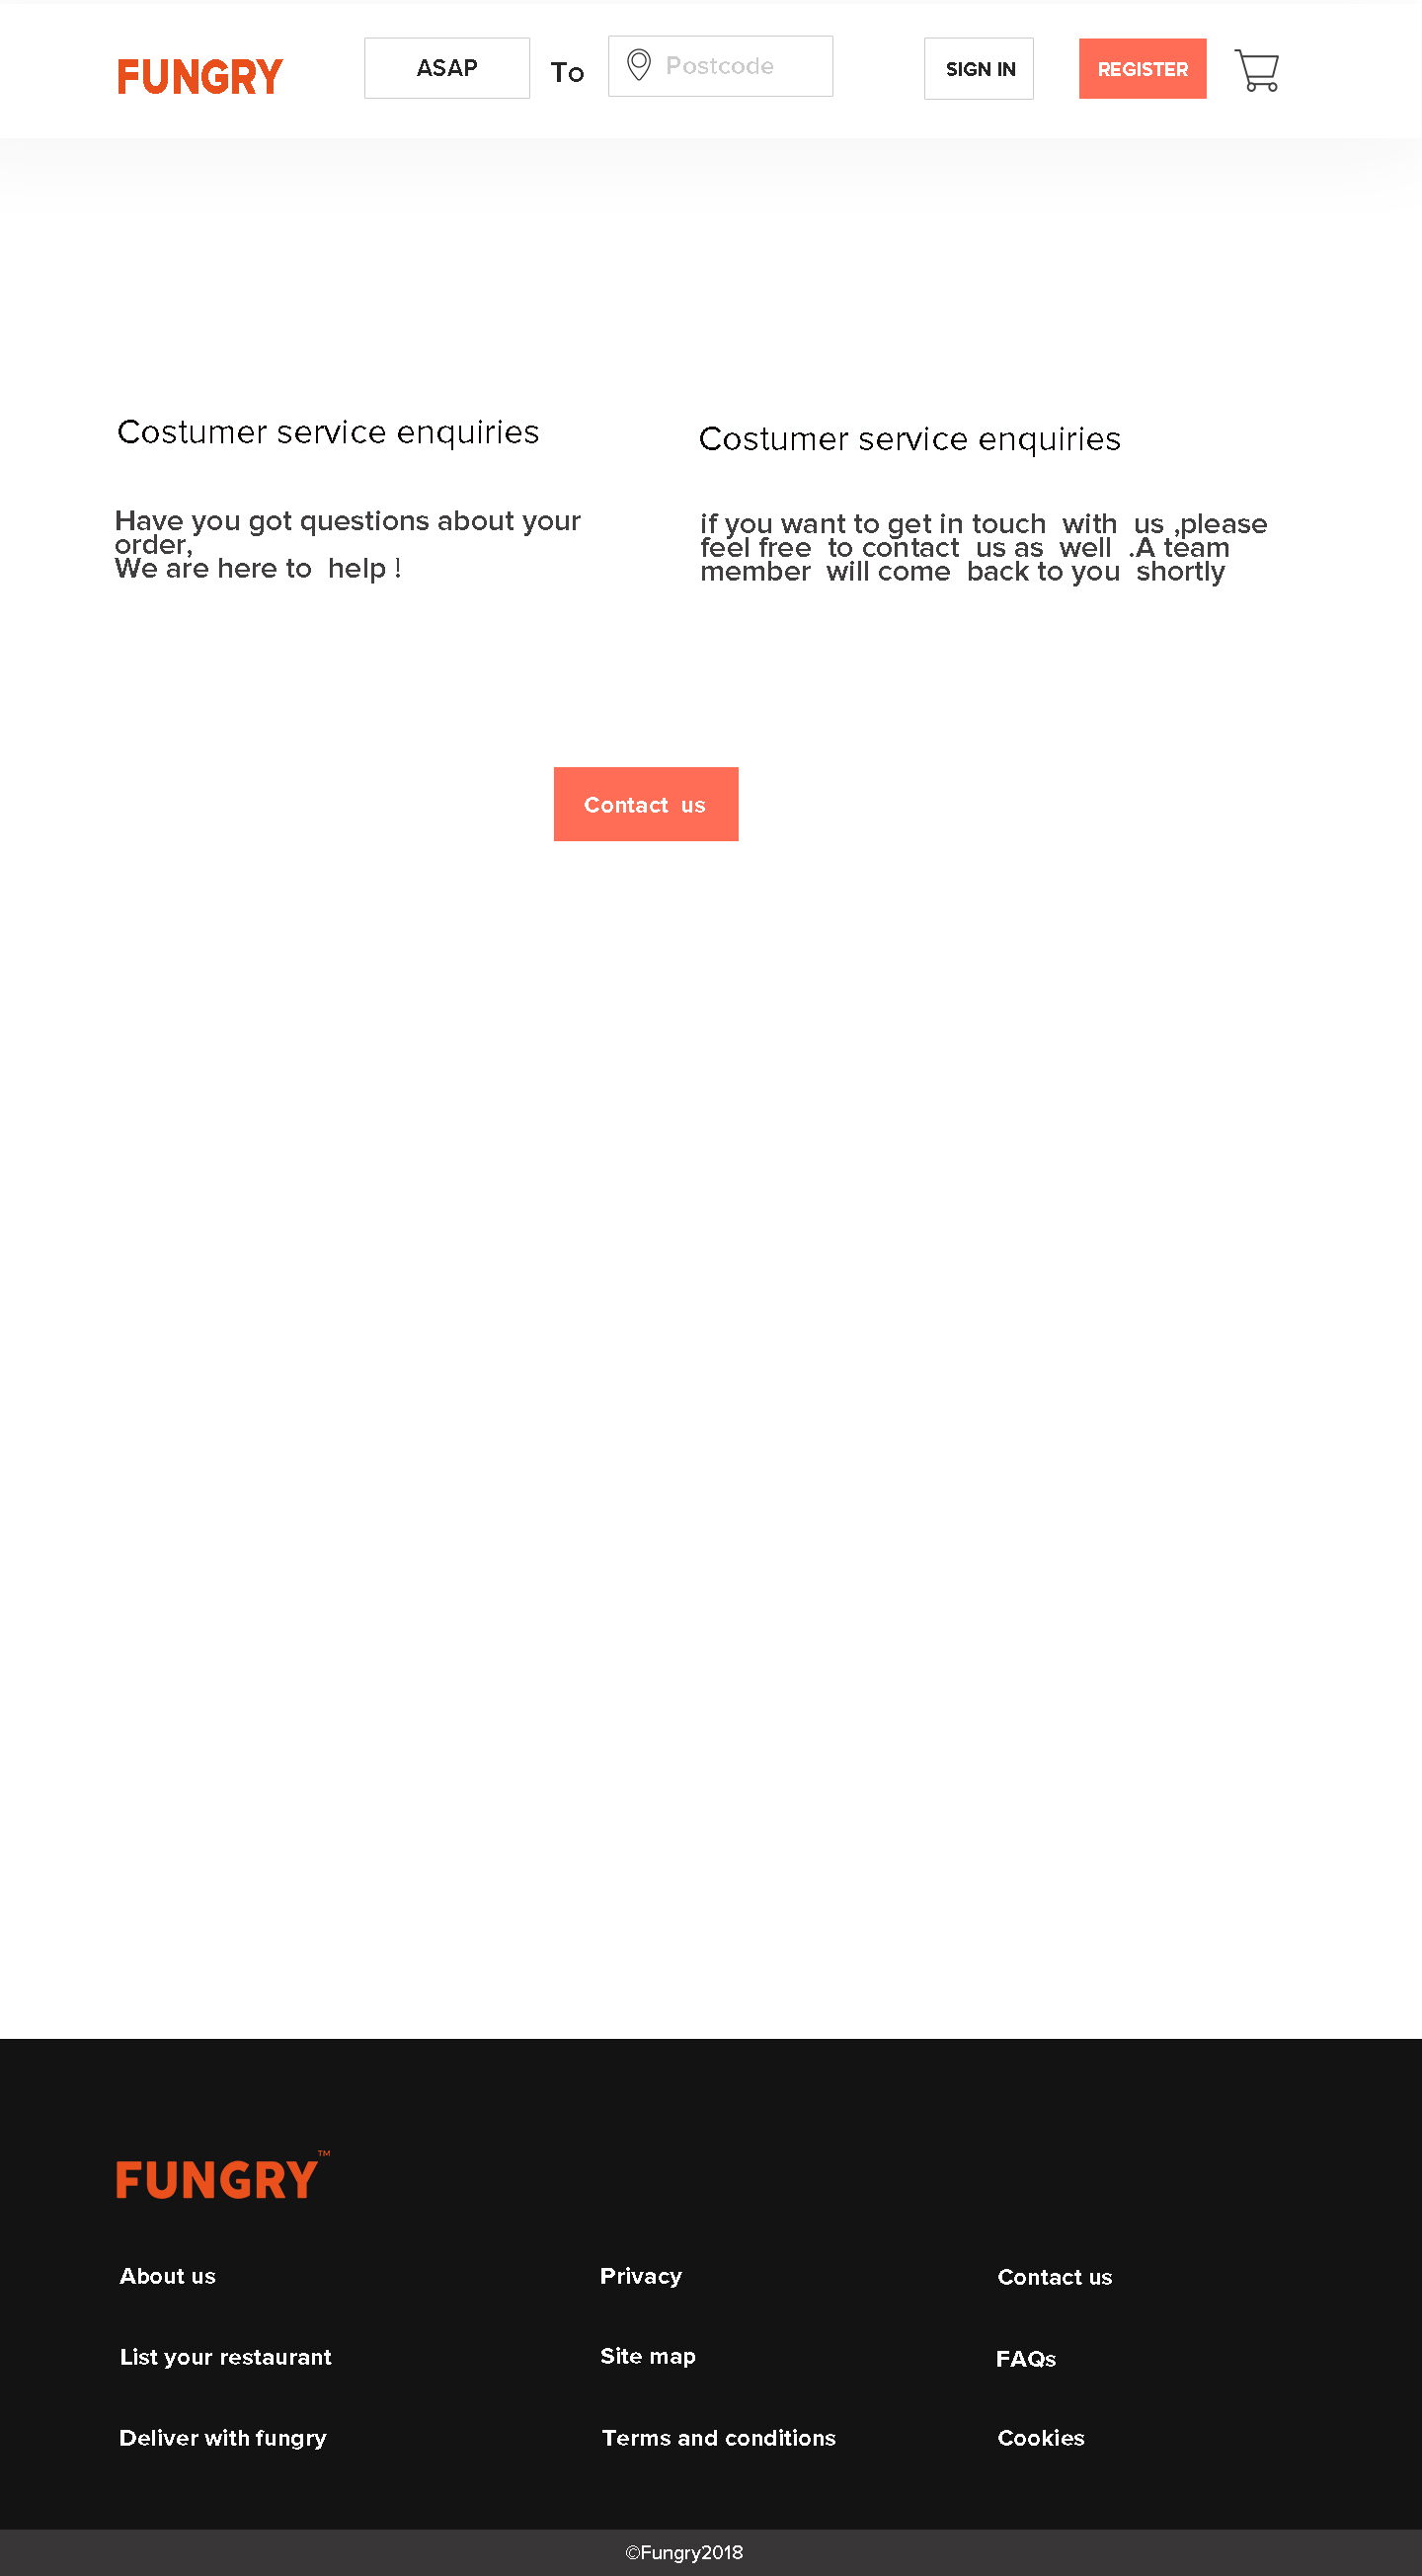 FUNGRY
ASAP
To
Postcode
SIGN IN
REGISTER
Costumer service enquiries
Have you got questions about your
order,
We are here to help !
Costumer service enquiries
if you want to get in touch with us ,please
feel free to contact us as well .A team
member will come back to you shortly
Contact us
FUNGRY™
About us
Privacy
Contact us
List your restaurant
Site map
FAQs
Deliver with fungry
Terms and conditions
Cookies
©Fungry2018